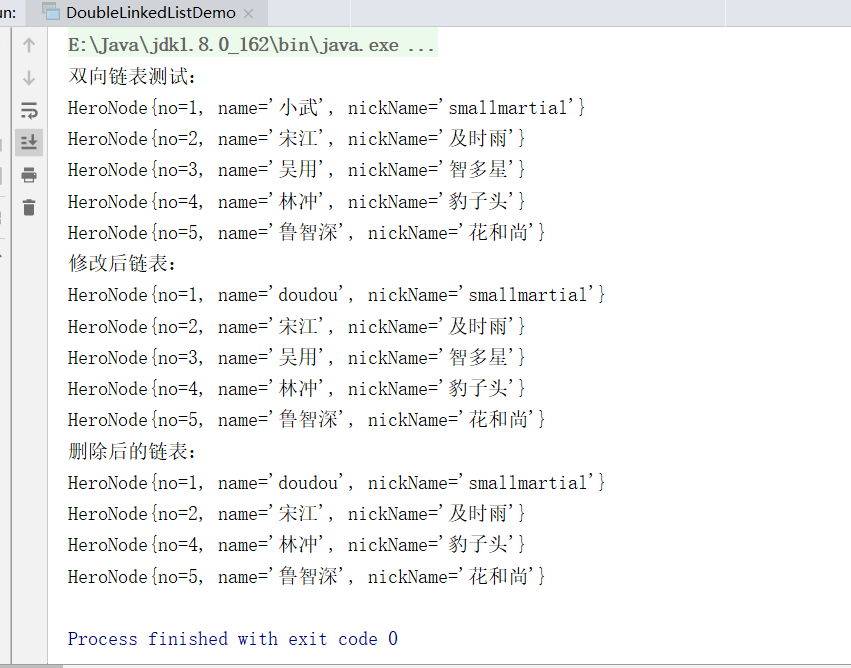 un: DoubleLinkedListDemo ×
E:\Java\jdk1.8.0_162\bin\java.exe ...
双向链表测试:
HeroNode{no=1, name='小武', nickName='smallmartial'}
HeroNode{no=2, name='宋江', nickName='及时雨'}
HeroNode{no=3, name='吴用', nickName='智多星'}
HeroNode{no=4, name='林冲', nickName='豹子头'}
HeroNode{no=5, name='鲁智深', nickName='花和尚'}
修改后链表:
HeroNode{no=1, name='doudou', nickName='smallmartial'}
HeroNode{no=2, name='宋江', nickName='及时雨'}
HeroNode{no=3, name='吴用', nickName='智多星'}
HeroNode{no=4, name='林冲', nickName='豹子头'}
HeroNode{no=5, name='鲁智深', nickName='花和尚'}
删除后的链表:
HeroNode{no=1, name='doudou', nickName='smallmartial'}
HeroNode{no=2, name='宋江', nickName='及时雨'}
HeroNode{no=4, name='林冲', nickName='豹子头'}
HeroNode{no=5, name='鲁智深', nickName='花和尚'}
Process finished with exit code 0